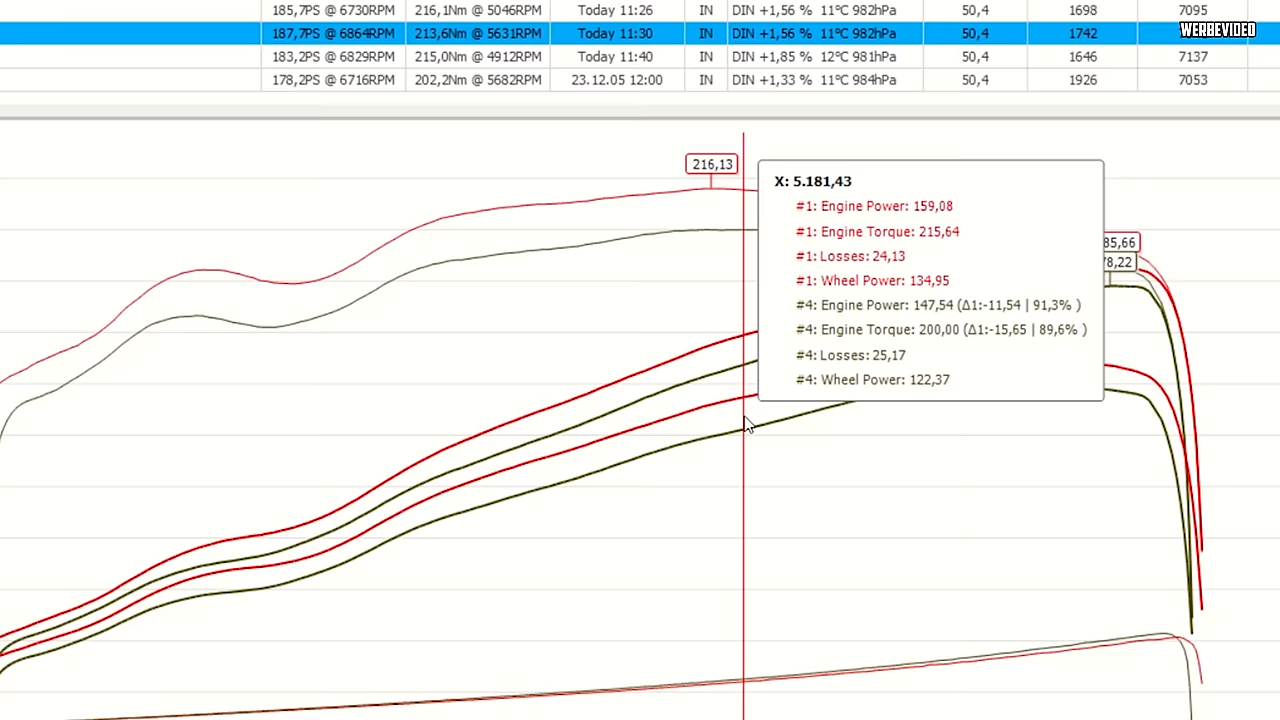 185,7PS @ 6730RPM 216,1Nm @ 5046RPM Today 11:26 IN DIN +1,56 % 11°C 982hPa 50,4 1698 7095
187,7PS @ 6864RPM 213,6Nm @ 5631RPM Today 11:30 IN DIN +1,56 % 11°C 982hPa 50,4 1742
WERBEVIDEO
183,2PS @ 6829RPM 215,0Nm @ 4912RPM Today 11:40 IN DIN +1,85 % 12°C 981hPa 50,4 1646 7137
178,2PS @ 6716RPM 202,2Nm @ 5682RPM 23.12.05 12:00 IN DIN +1,33 % 11°C 984hPa 50,4 1926 7053
216,13
X: 5.181,43
#1: Engine Power: 159,08
#1: Engine Torque: 215,64
#1: Losses: 24,13
#1: Wheel Power: 134,95
#4: Engine Power: 147,54 (Δ1:-11,54 | 91,3% )
#4: Engine Torque: 200,00 (Δ1:-15,65 | 89,6% )
#4: Losses: 25,17
#4: Wheel Power: 122,37
85,66
8,22